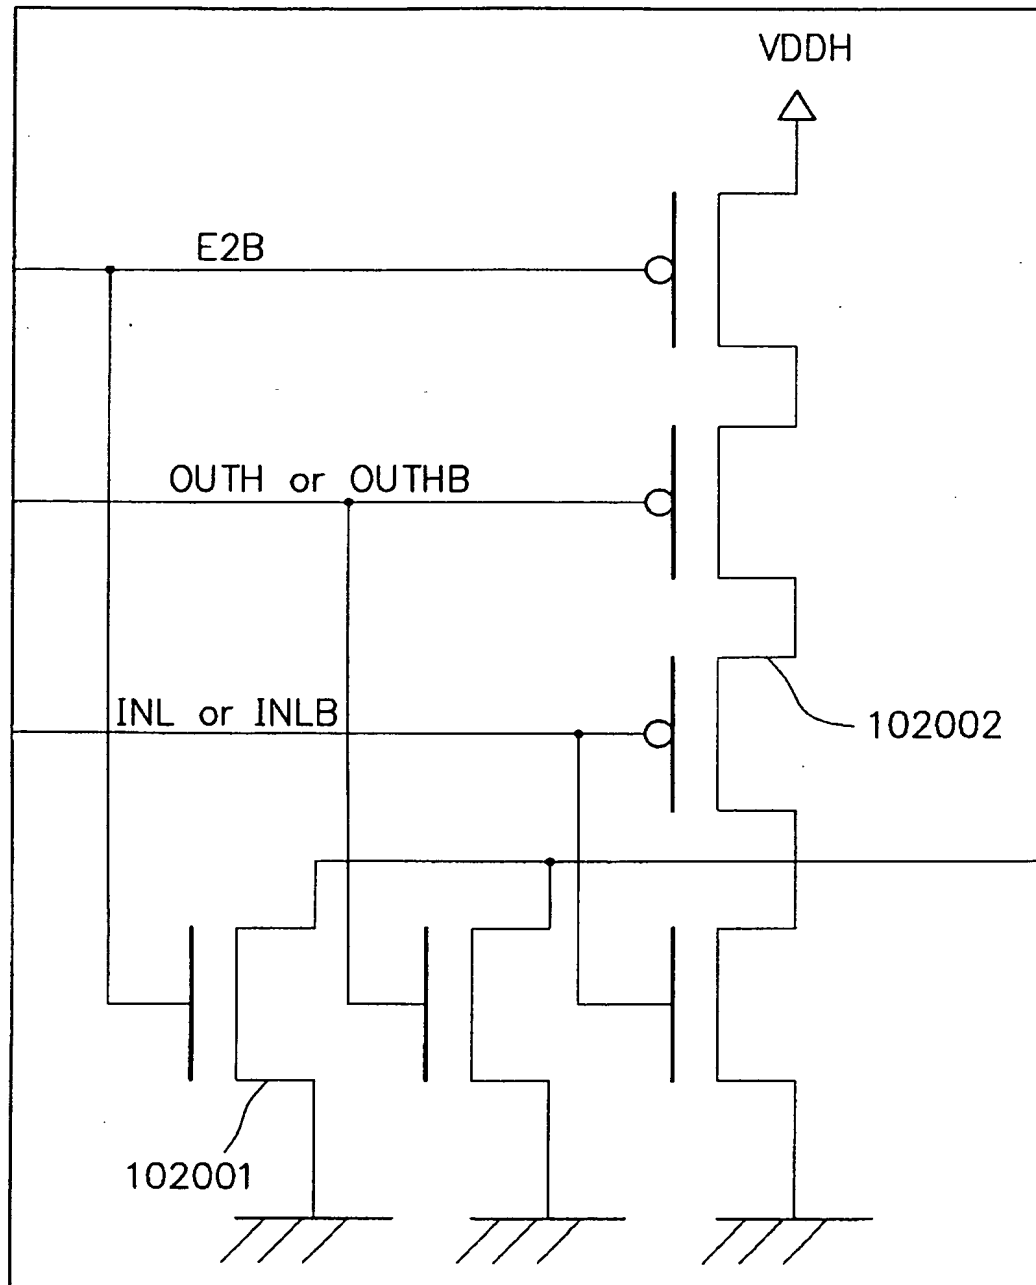 VDDH
E2B
OUTH or OUTHB
INL or INLB
102002
102001